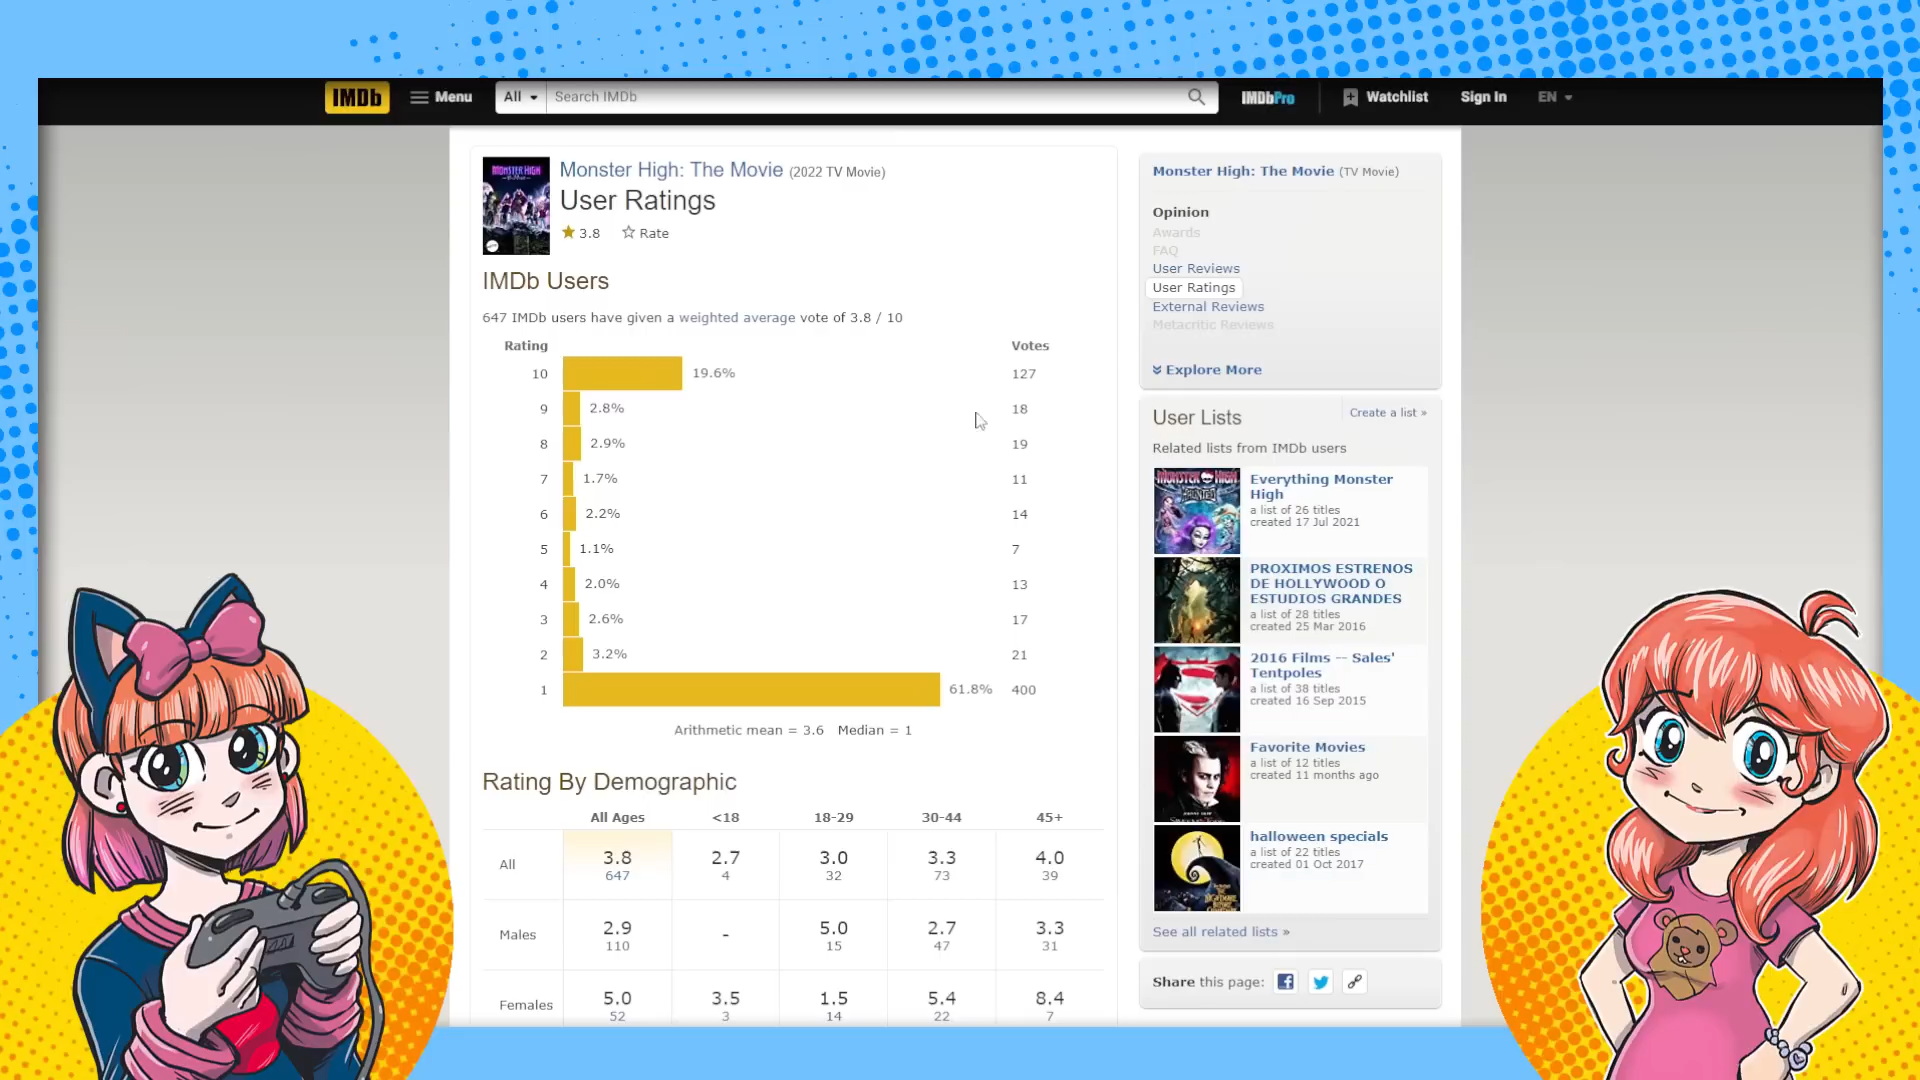 IMDb Menu All Search IMDb IMDbPro Watchlist Sign In EN
MONSTER HIGH
Monster High: The Movie (2022 TV Movie)
User Ratings
3.8 Rate
IMDb Users
647 IMDb users have given a weighted average vote of 3.8 / 10
Rating Votes
10 19.6% 127
9 2.8% 18
8 2.9% 19
7 1.7% 11
6 2.2% 14
5 1.1% 7
4 2.0% 13
3 2.6% 17
2 3.2% 21
1 61.8% 400
Arithmetic mean = 3.6 Median = 1
Rating By Demographic
All Ages <18 18-29 30-44 45+
All 3.8 2.7 3.0 3.3 4.0
647 4 32 73 39
Males 2.9 - 5.0 2.7 3.3
110 15 47 31
Females 5.0 3.5 1.5 5.4 8.4
52 3 14 22 7
Monster High: The Movie (TV Movie)
Opinion
Awards
FAQ
User Reviews
User Ratings
External Reviews
Metacritic Reviews
Explore More
User Lists Create a list »
Related lists from IMDb users
MONSTER HIGH
HAUNTED
Everything Monster
High
a list of 26 titles
created 17 Jul 2021
PROXIMOS ESTRENOS
DE HOLLYWOOD O
ESTUDIOS GRANDES
a list of 28 titles
created 25 Mar 2016
2016 Films -- Sales'
Tentpoles
a list of 38 titles
created 16 Sep 2015
Favorite Movies
a list of 12 titles
created 11 months ago
halloween specials
a list of 22 titles
created 01 Oct 2017
See all related lists »
Share this page: